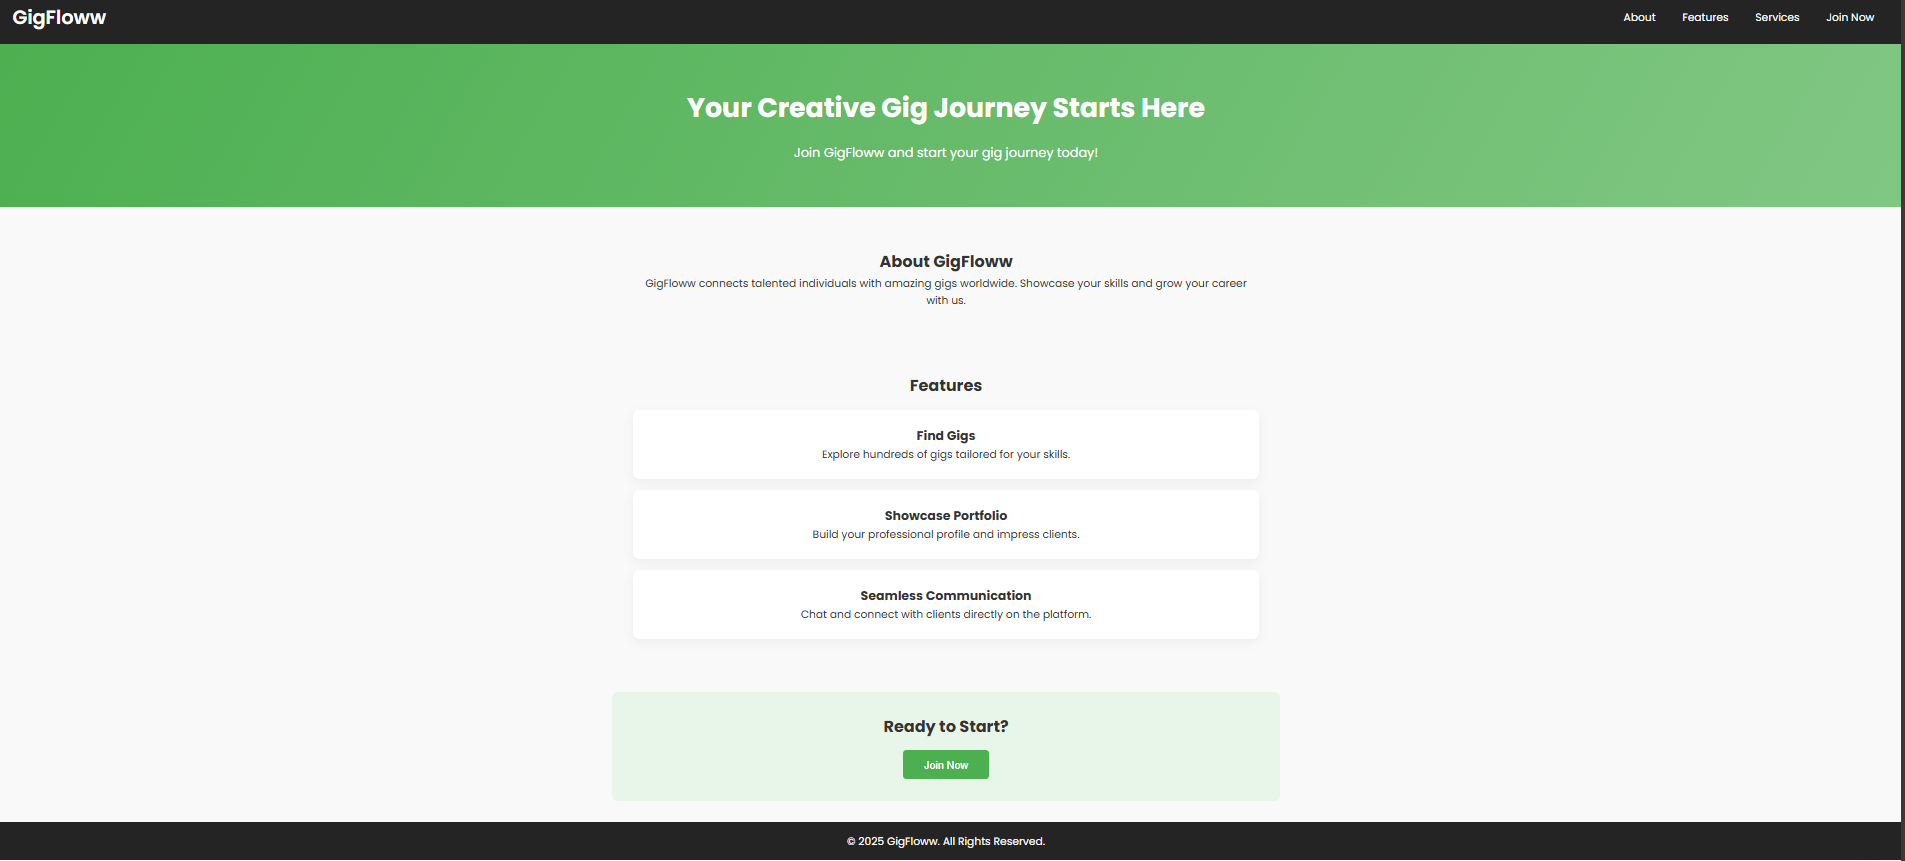 GigFloww
About
Features
Services
Join Now
Your Creative Gig Journey Starts Here
Join GigFloww and start your gig journey today!
About GigFloww
GigFloww connects talented individuals with amazing gigs worldwide. Showcase your skills and grow your career
with us.
Features
Find Gigs
Explore hundreds of gigs tailored for your skills.
Showcase Portfolio
Build your professional profile and impress clients.
Seamless Communication
Chat and connect with clients directly on the platform.
Ready to Start?
Join Now
© 2025 GigFloww. All Rights Reserved.